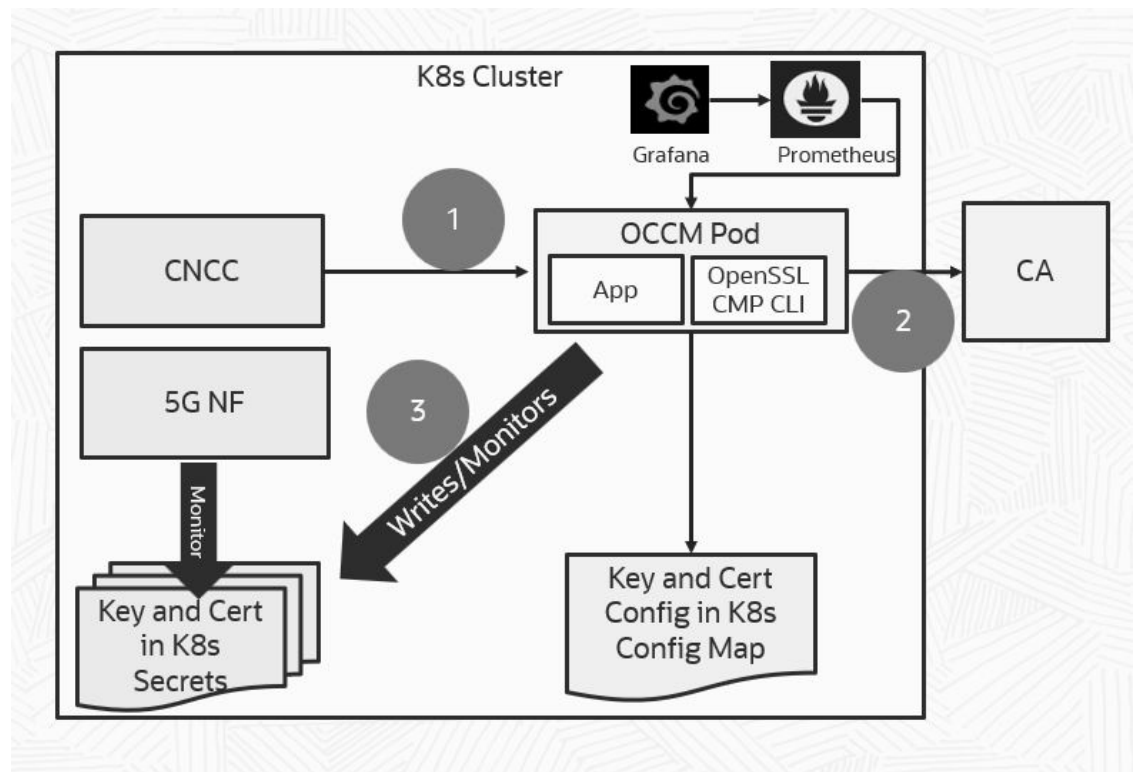 K8s Cluster
Grafana
Prometheus
1
CNCC
OCCM Pod
App
OpenSSL
CMP CLI
2
CA
5G NF
3
Writes/Monitors
Monitor
Key and Cert
in K8s
Secrets
Key and Cert
Config in K8s
Config Map